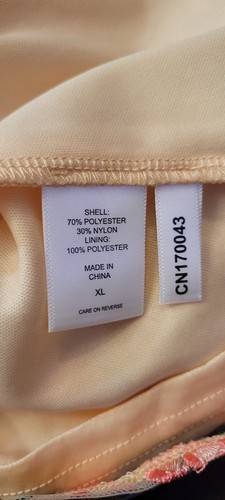 SHELL:
70% POLYESTER
30% NYLON
LINING:
100% POLYESTER
MADE IN
CHINA
XL
CARE ON REVERSE
CN170043